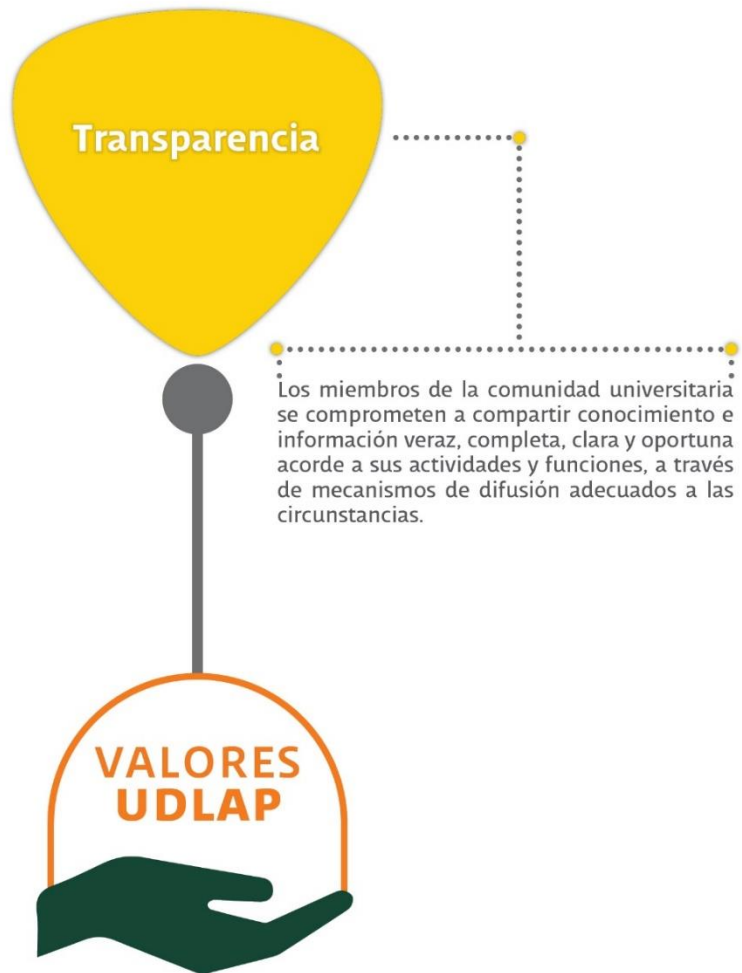 Transparencia
Los miembros de la comunidad universitaria
se comprometen a compartir conocimiento e
información veraz, completa, clara y oportuna
acorde a sus actividades y funciones, a través
de mecanismos de difusión adecuados a las
circunstancias.
VALORES
UDLAP